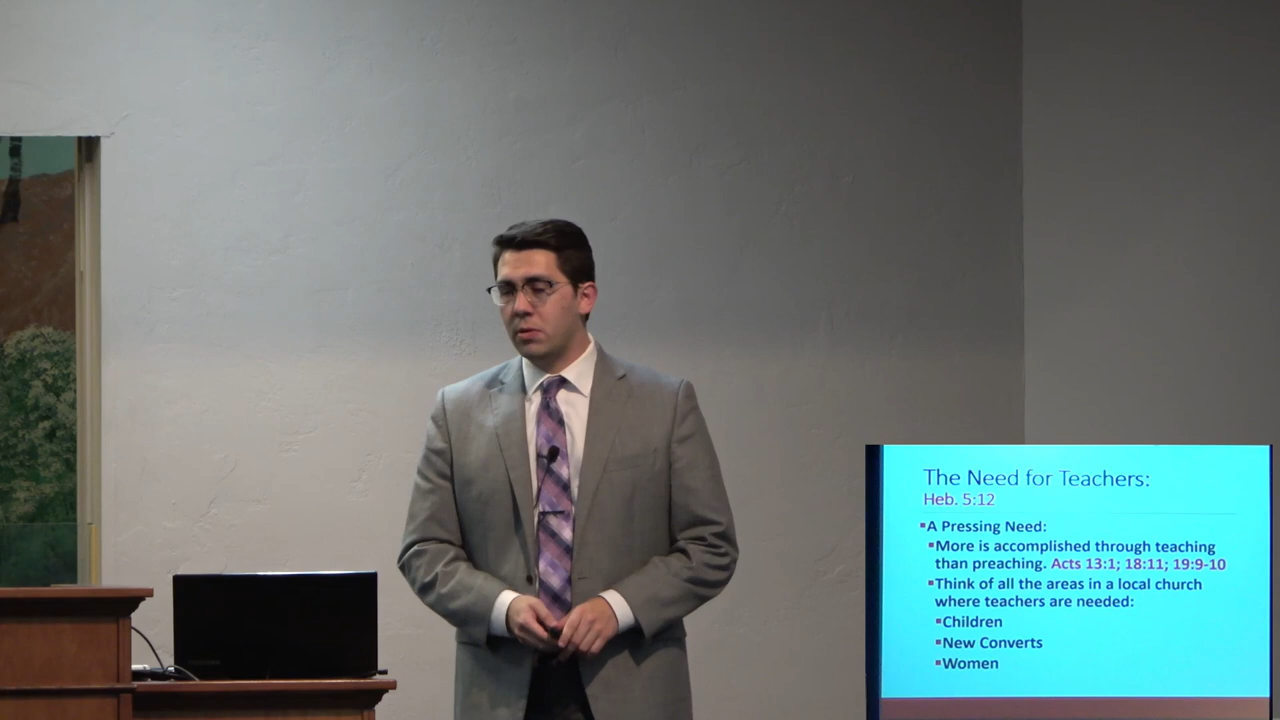 The Need for Teachers:
Heb. 5:12
▪A Pressing Need:
▪More is accomplished through teaching
than preaching. Acts 13:1; 18:11; 19:9-10
▪Think of all the areas in a local church
where teachers are needed:
▪Children
▪New Converts
▪Women